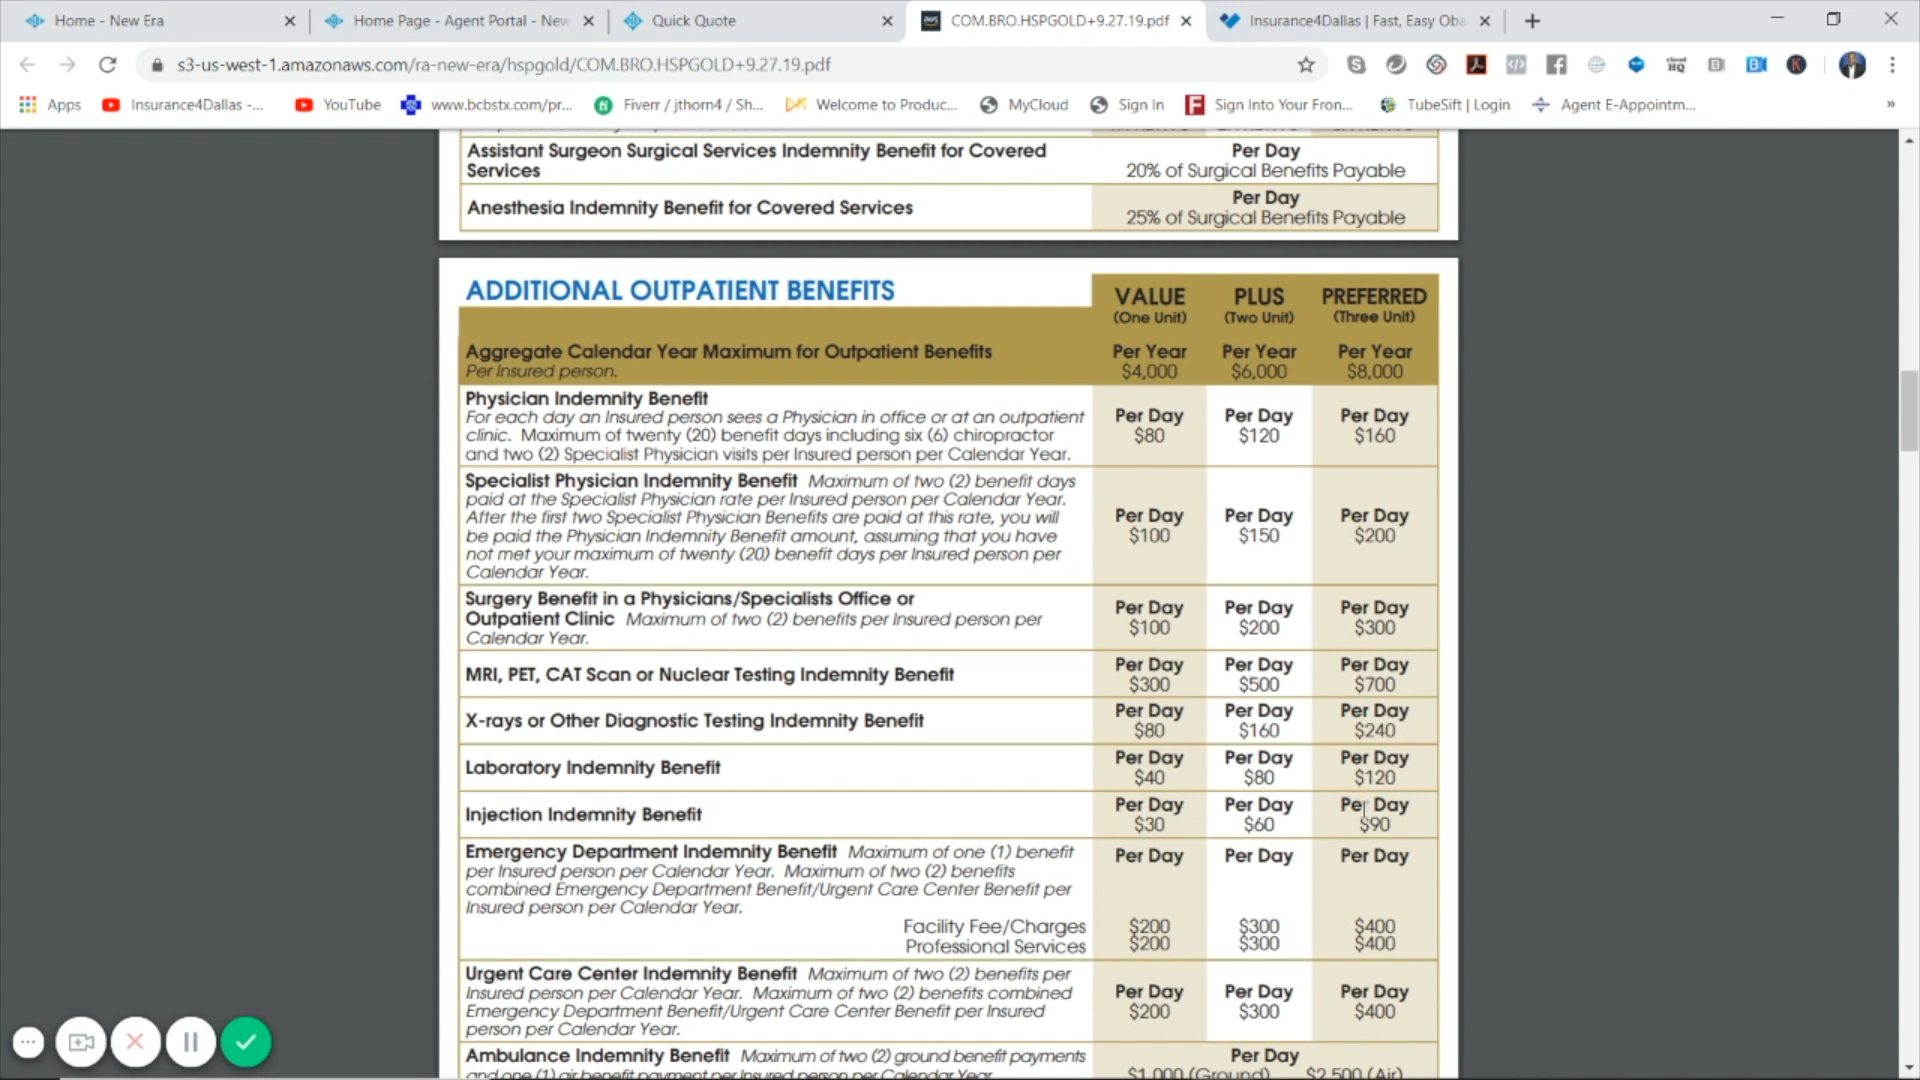 Home - New Era
Home Page - Agent Portal - New
Quick Quote
COM.BRO.HSPGOLD+9.27.19.pdf
Insurance4Dallas | Fast, Easy Oba
s3-us-west-1.amazonaws.com/ra-new-era/hspgold/COM.BRO.HSPGOLD+9.27.19.pdf
Apps
Insurance4Dallas -...
YouTube
www.bcbstx.com/pr...
Fiverr / jthorn4 / Sh...
Welcome to Produc...
MyCloud
Sign In
Sign Into Your Fron...
TubeSift | Login
Agent E-Appointm...
»
Assistant Surgeon Surgical Services Indemnity Benefit for Covered
Services
Per Day
20% of Surgical Benefits Payable
Anesthesia Indemnity Benefit for Covered Services
Per Day
25% of Surgical Benefits Payable
ADDITIONAL OUTPATIENT BENEFITS
VALUE PLUS PREFERRED
(One Unit) (Two Unit) (Three Unit)
Aggregate Calendar Year Maximum for Outpatient Benefits Per Year Per Year Per Year
Per Insured person. $4,000 $6,000 $8,000
Physician Indemnity Benefit
For each day an Insured person sees a Physician in office or at an outpatient
clinic. Maximum of twenty (20) benefit days including six (6) chiropractor
and two (2) Specialist Physician visits per Insured person per Calendar Year.
Per Day Per Day Per Day
$80 $120 $160
Specialist Physician Indemnity Benefit Maximum of two (2) benefit days
paid at the Specialist Physician rate per Insured person per Calendar Year.
After the first two Specialist Physician Benefits are paid at this rate, you will
be paid the Physician Indemnity Benefit amount, assuming that you have
not met your maximum of twenty (20) benefit days per Insured person per
Calendar Year.
Per Day Per Day Per Day
$100 $150 $200
Surgery Benefit in a Physicians/Specialists Office or
Outpatient Clinic Maximum of two (2) benefits per Insured person per
Calendar Year.
Per Day Per Day Per Day
$100 $200 $300
MRI, PET, CAT Scan or Nuclear Testing Indemnity Benefit
Per Day Per Day Per Day
$300 $500 $700
X-rays or Other Diagnostic Testing Indemnity Benefit
Per Day Per Day Per Day
$80 $160 $240
Laboratory Indemnity Benefit
Per Day Per Day Per Day
$40 $80 $120
Injection Indemnity Benefit
Per Day Per Day Per Day
$30 $60 $90
Emergency Department Indemnity Benefit Maximum of one (1) benefit
per Insured person per Calendar Year. Maximum of two (2) benefits
combined Emergency Department Benefit/Urgent Care Center Benefit per
Insured person per Calendar Year.
Per Day Per Day Per Day
Facility Fee/Charges $200 $300 $400
Professional Services $200 $300 $400
Urgent Care Center Indemnity Benefit Maximum of two (2) benefits per
Insured person per Calendar Year. Maximum of two (2) benefits combined
Emergency Department Benefit/Urgent Care Center Benefit per Insured
person per Calendar Year.
Per Day Per Day Per Day
$200 $300 $400
Ambulance Indemnity Benefit Maximum of two (2) ground benefit payments
and one (1) air benefit payment per Insured person per Calendar Year.
Per Day
$1,000 (Ground) $2,500 (Air)